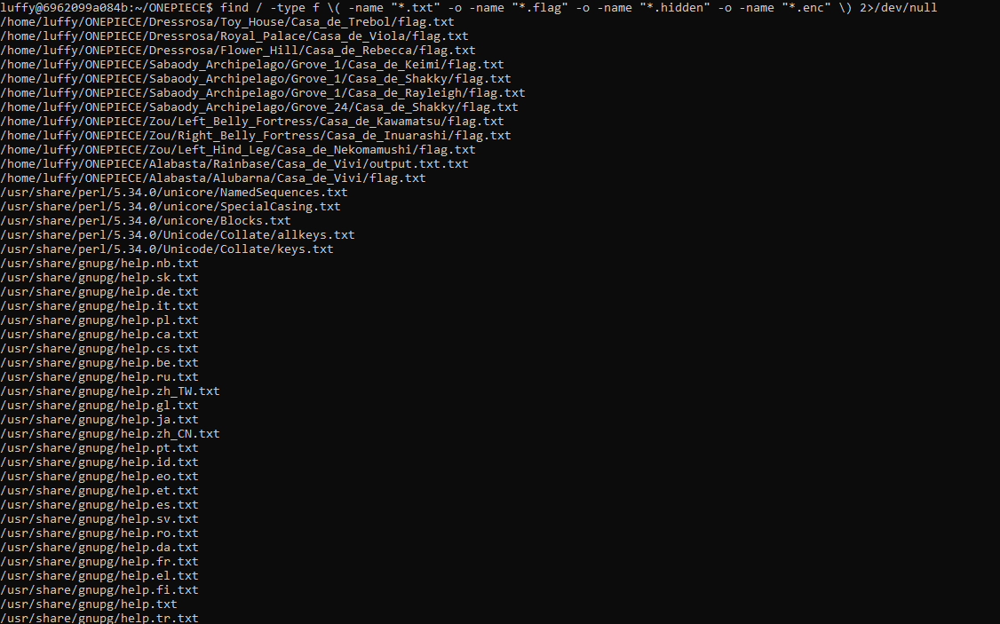 luffy@6962099a084b:~/ONEPIECE$ find / -type f \( -name "*.txt" -o -name "*.flag" -o -name "*.hidden" -o -name "*.enc" \) 2>/dev/null
/home/luffy/ONEPIECE/Dressrosa/Toy_House/Casa_de_Trebol/flag.txt
/home/luffy/ONEPIECE/Dressrosa/Royal_Palace/Casa_de_Viola/flag.txt
/home/luffy/ONEPIECE/Dressrosa/Flower_Hill/Casa_de_Rebecca/flag.txt
/home/luffy/ONEPIECE/Sabaody_Archipelago/Grove_1/Casa_de_Keimi/flag.txt
/home/luffy/ONEPIECE/Sabaody_Archipelago/Grove_1/Casa_de_Shakky/flag.txt
/home/luffy/ONEPIECE/Sabaody_Archipelago/Grove_1/Casa_de_Rayleigh/flag.txt
/home/luffy/ONEPIECE/Sabaody_Archipelago/Grove_24/Casa_de_Shakky/flag.txt
/home/luffy/ONEPIECE/Zou/Left_Belly_Fortress/Casa_de_Kawamatsu/flag.txt
/home/luffy/ONEPIECE/Zou/Right_Belly_Fortress/Casa_de_Inuarashi/flag.txt
/home/luffy/ONEPIECE/Zou/Left_Hind_Leg/Casa_de_Nekomamushi/flag.txt
/home/luffy/ONEPIECE/Alabasta/Rainbase/Casa_de_Vivi/output.txt.txt
/home/luffy/ONEPIECE/Alabasta/Alubarna/Casa_de_Vivi/flag.txt
/usr/share/perl/5.34.0/unicore/NamedSequences.txt
/usr/share/perl/5.34.0/unicore/SpecialCasing.txt
/usr/share/perl/5.34.0/unicore/Blocks.txt
/usr/share/perl/5.34.0/Unicode/Collate/allkeys.txt
/usr/share/perl/5.34.0/Unicode/Collate/keys.txt
/usr/share/gnupg/help.nb.txt
/usr/share/gnupg/help.sk.txt
/usr/share/gnupg/help.de.txt
/usr/share/gnupg/help.it.txt
/usr/share/gnupg/help.pl.txt
/usr/share/gnupg/help.ca.txt
/usr/share/gnupg/help.cs.txt
/usr/share/gnupg/help.be.txt
/usr/share/gnupg/help.ru.txt
/usr/share/gnupg/help.zh_TW.txt
/usr/share/gnupg/help.gl.txt
/usr/share/gnupg/help.ja.txt
/usr/share/gnupg/help.zh_CN.txt
/usr/share/gnupg/help.pt.txt
/usr/share/gnupg/help.id.txt
/usr/share/gnupg/help.eo.txt
/usr/share/gnupg/help.et.txt
/usr/share/gnupg/help.es.txt
/usr/share/gnupg/help.sv.txt
/usr/share/gnupg/help.ro.txt
/usr/share/gnupg/help.da.txt
/usr/share/gnupg/help.fr.txt
/usr/share/gnupg/help.el.txt
/usr/share/gnupg/help.fi.txt
/usr/share/gnupg/help.txt
/usr/share/gnupg/help.tr.txt